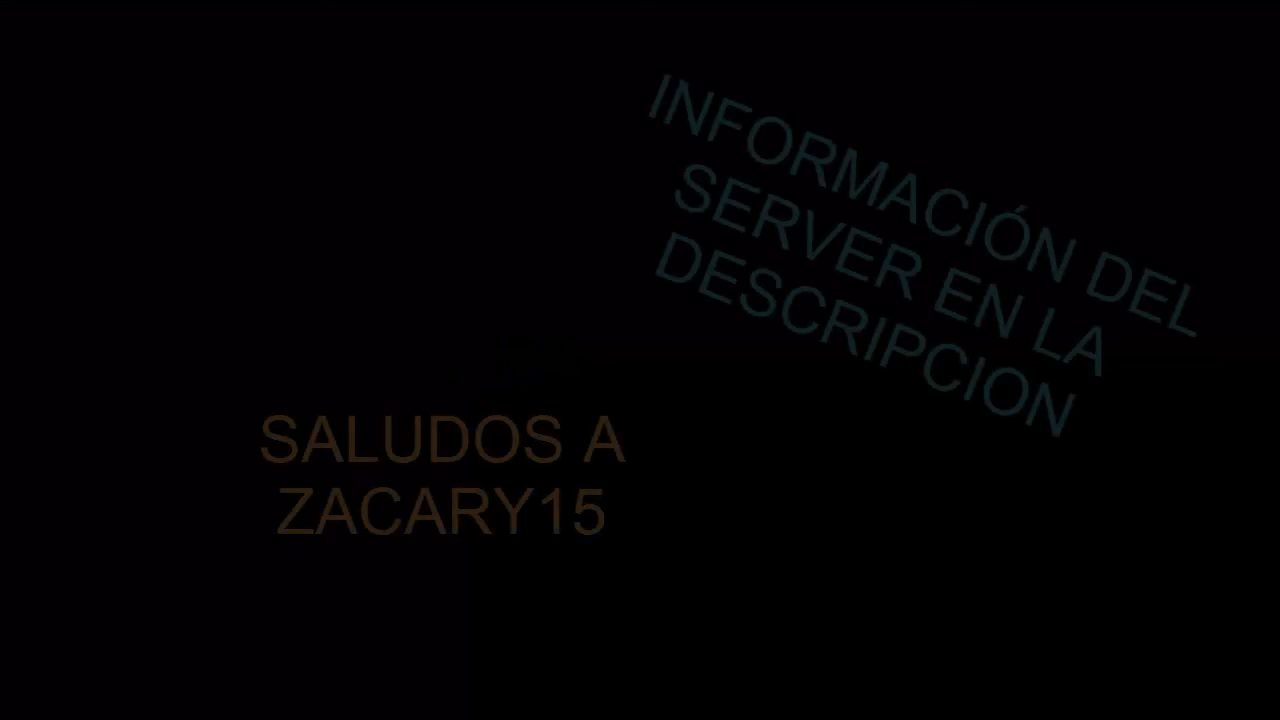 INFORMACIÓN DEL
SERVER EN LA
DESCRIPCION
SALUDOS A
ZACARY15